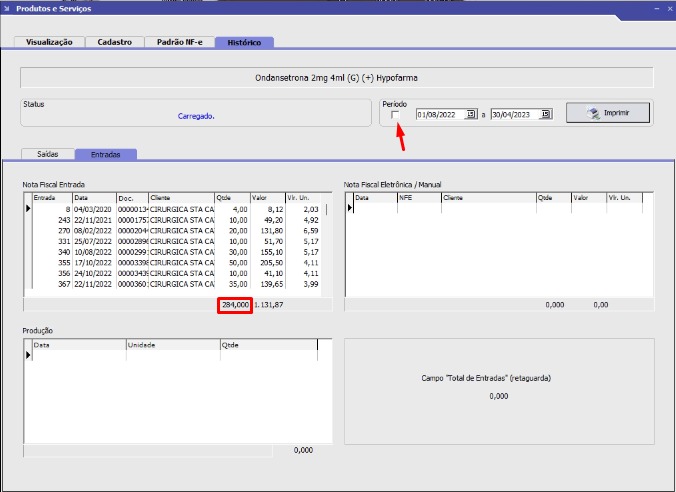 Produtos e Serviços
Visualização Cadastro Padrão NF-e Histórico
Ondansetrona 2mg 4ml (G) (+) Hypofarma
Status
Carregado.
Período
01/08/2022 a 30/04/2023 Imprimir
Saídas Entradas
Nota Fiscal Entrada
Entrada Data Doc. Cliente Qtde Valor Vlr. Un.
8 04/03/2020 0000013 CIRURGICA STA CA 4,00 8,12 2,03
243 22/11/2021 0000175 CIRURGICA STA CA 10,00 49,20 4,92
270 08/02/2022 0000204 CIRURGICA STA CA 20,00 131,80 6,59
331 25/07/2022 0000289 CIRURGICA STA CA 10,00 51,70 5,17
340 10/08/2022 0000299 CIRURGICA STA CA 30,00 155,10 5,17
355 17/10/2022 0000339 CIRURGICA STA CA 50,00 205,50 4,11
356 24/10/2022 0000343 CIRURGICA STA CA 10,00 41,10 4,11
367 22/11/2022 0000360 CIRURGICA STA CA 35,00 139,65 3,99
284,000 1.131,87
Nota Fiscal Eletrônica / Manual
Data NFE Cliente Qtde Valor Vlr. Un.
0,000 0,00
Produção
Data Unidade Qtde
0,000
Campo "Total de Entradas" (retaguarda)
0,000